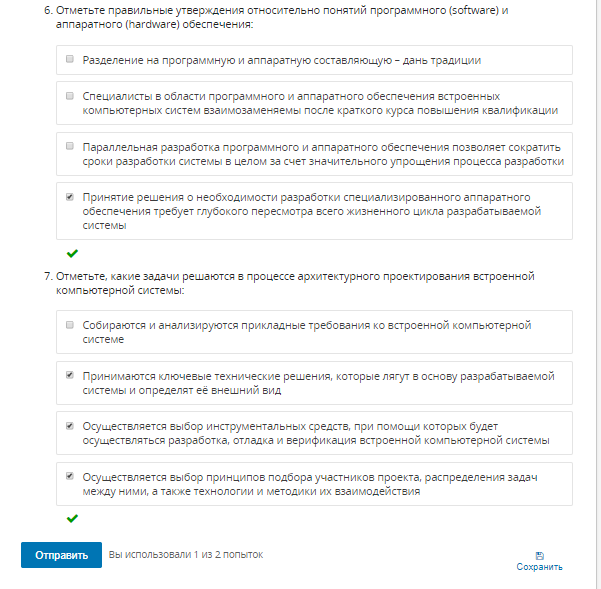 6. Отметьте правильные утверждения относительно понятий программного (software) и
аппаратного (hardware) обеспечения:
Разделение на программную и аппаратную составляющую – дань традиции
Специалисты в области программного и аппаратного обеспечения встроенных
компьютерных систем взаимозаменяемы после краткого курса повышения квалификации
Параллельная разработка программного и аппаратного обеспечения позволяет сократить
сроки разработки системы в целом за счет значительного упрощения процесса разработки
Принятие решения о необходимости разработки специализированного аппаратного
обеспечения требует глубокого пересмотра всего жизненного цикла разрабатываемой
системы
7. Отметьте, какие задачи решаются в процессе архитектурного проектирования встроенной
компьютерной системы:
Собираются и анализируются прикладные требования ко встроенной компьютерной
системе
Принимаются ключевые технические решения, которые лягут в основу разрабатываемой
системы и определят её внешний вид
Осуществляется выбор инструментальных средств, при помощи которых будет
осуществляться разработка, отладка и верификация встроенной компьютерной системы
Осуществляется выбор принципов подбора участников проекта, распределения задач
между ними, а также технологии и методики их взаимодействия
Отправить Вы использовали 1 из 2 попыток
Сохранить